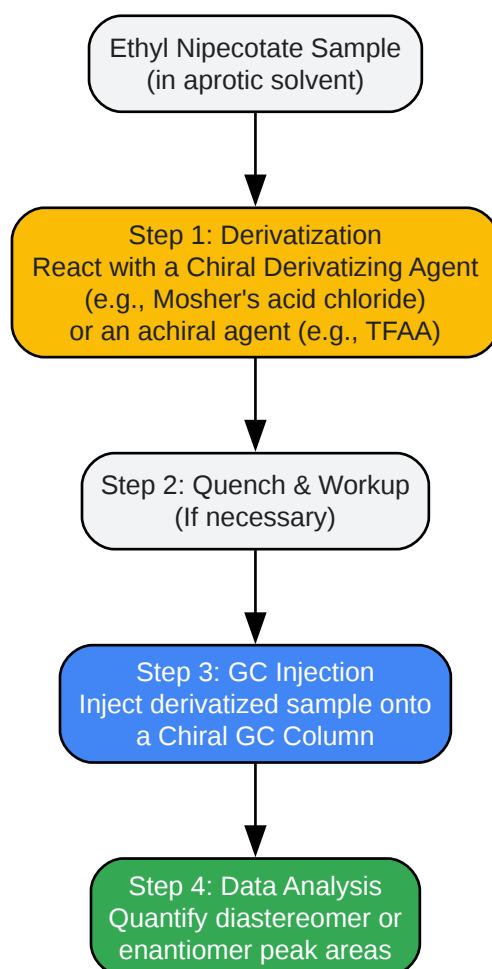 Ethyl Nipecotate Sample
(in aprotic solvent)
Step 1: Derivatization
React with a Chiral Derivatizing Agent
(e.g., Mosher's acid chloride)
or an achiral agent (e.g., TFAA)
Step 2: Quench & Workup
(If necessary)
Step 3: GC Injection
Inject derivatized sample onto
a Chiral GC Column
Step 4: Data Analysis
Quantify diastereomer or
enantiomer peak areas